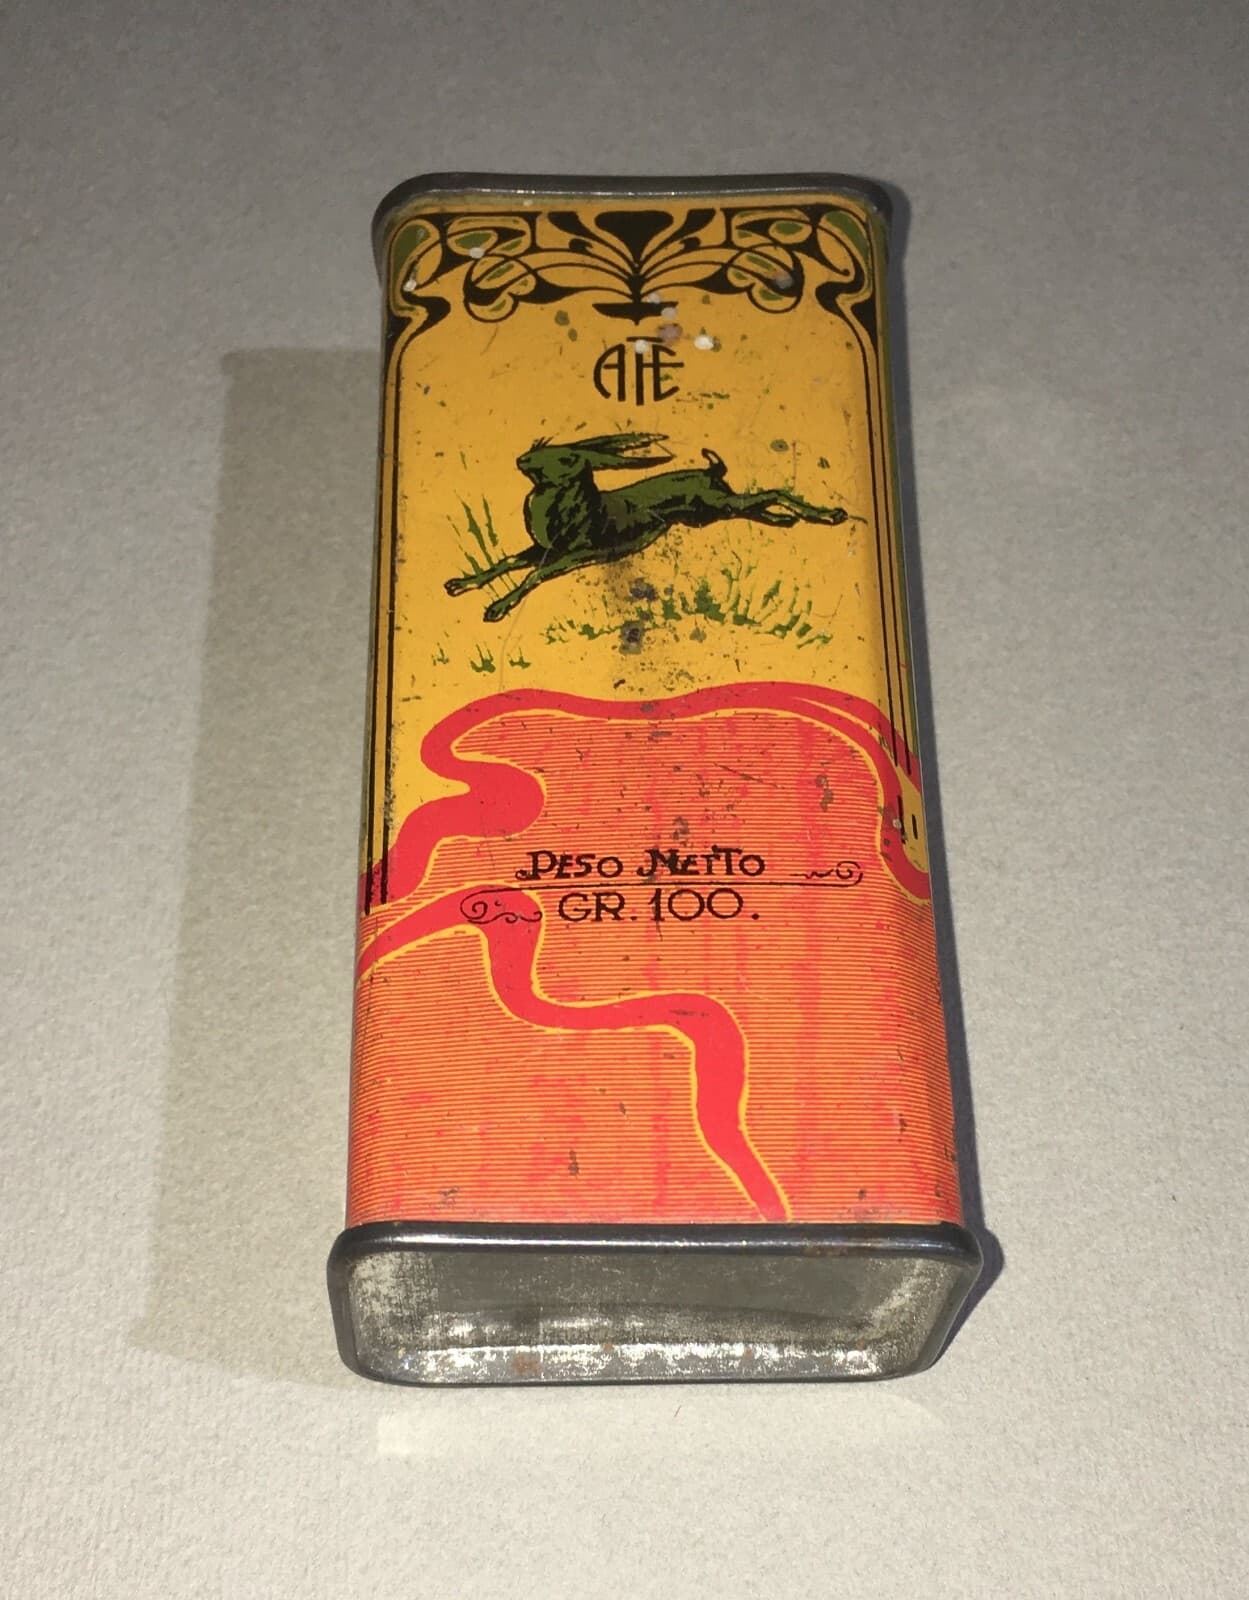 AFE
PESO NETTO
GR. 100.